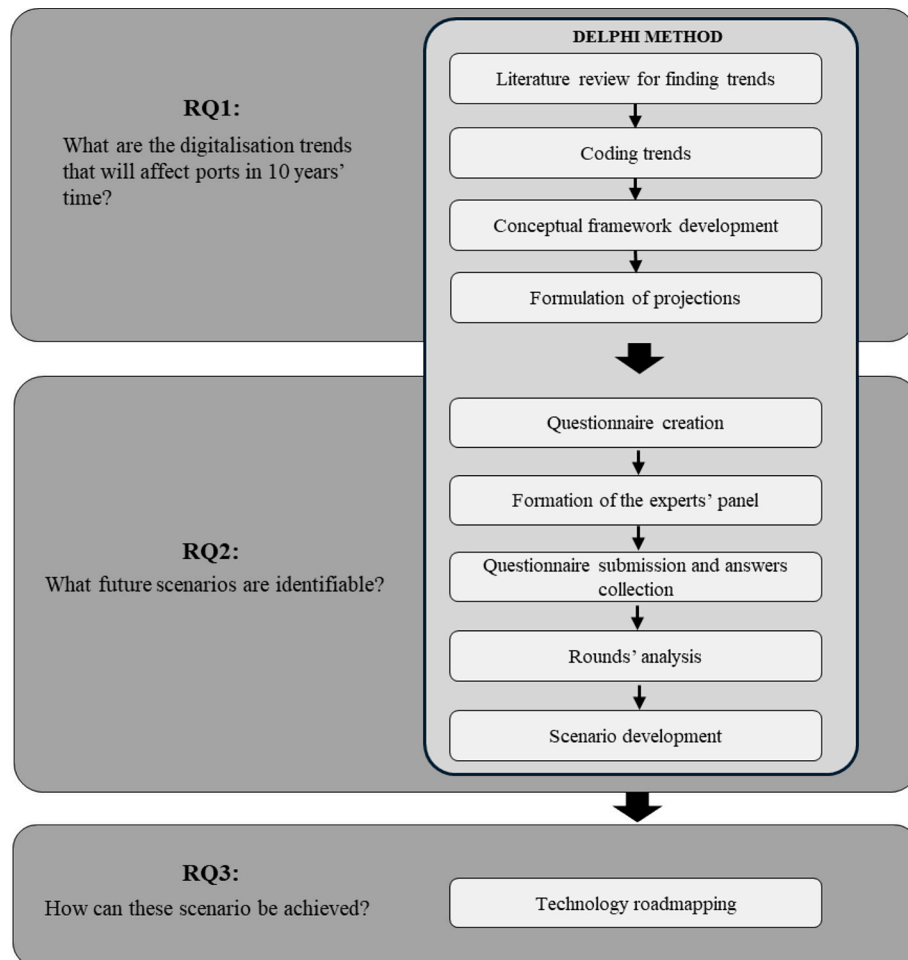 DELPHI METHOD
RQ1:
What are the digitalisation trends
that will affect ports in 10 years’
time?
Literature review for finding trends
Coding trends
Conceptual framework development
Formulation of projections
RQ2:
What future scenarios are identifiable?
Questionnaire creation
Formation of the experts’ panel
Questionnaire submission and answers
collection
Rounds’ analysis
Scenario development
RQ3:
How can these scenario be achieved?
Technology roadmapping